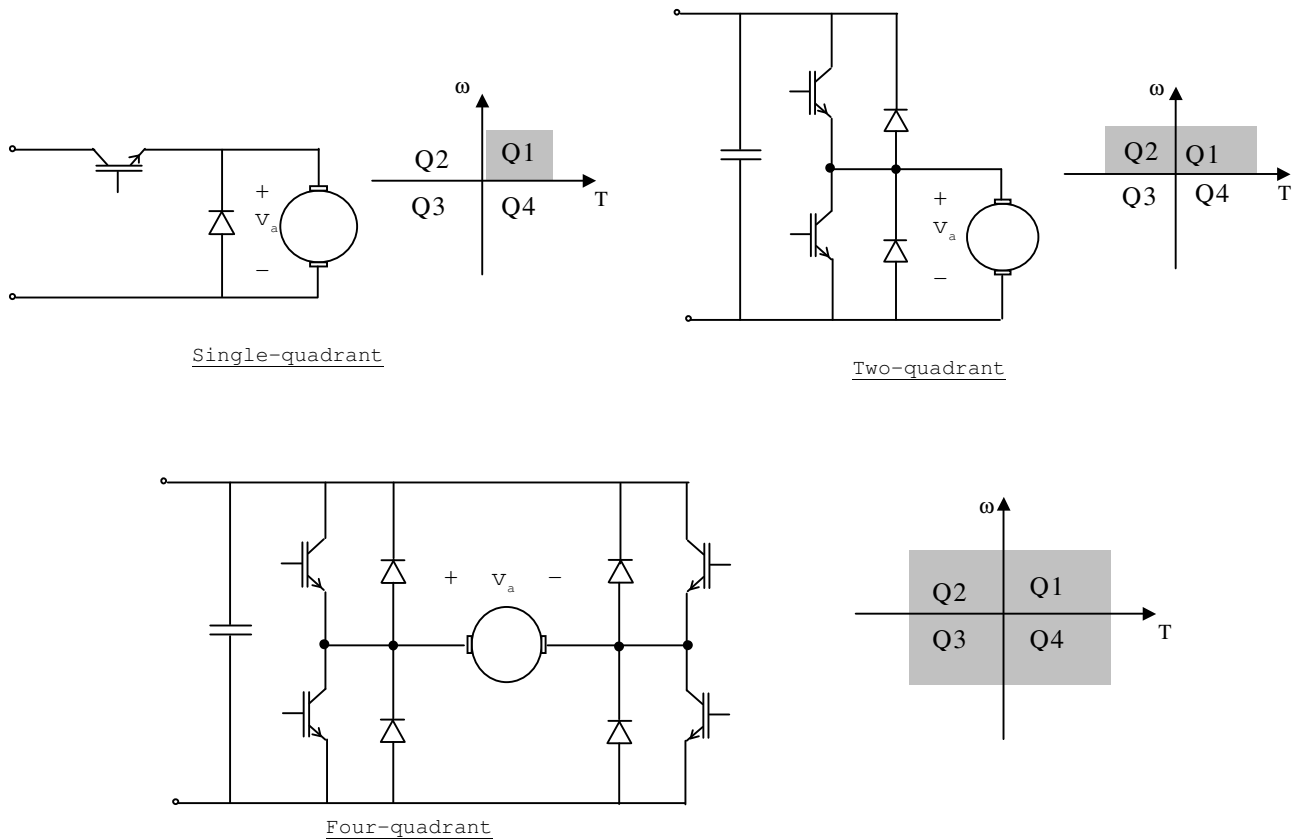 ω
Q2 Q1
Q3 Q4
T
+
Va
−
Single-quadrant
ω
Q2 Q1
Q3 Q4
T
+
Va
−
Two-quadrant
+ Va −
ω
Q2 Q1
Q3 Q4
T
Four-quadrant